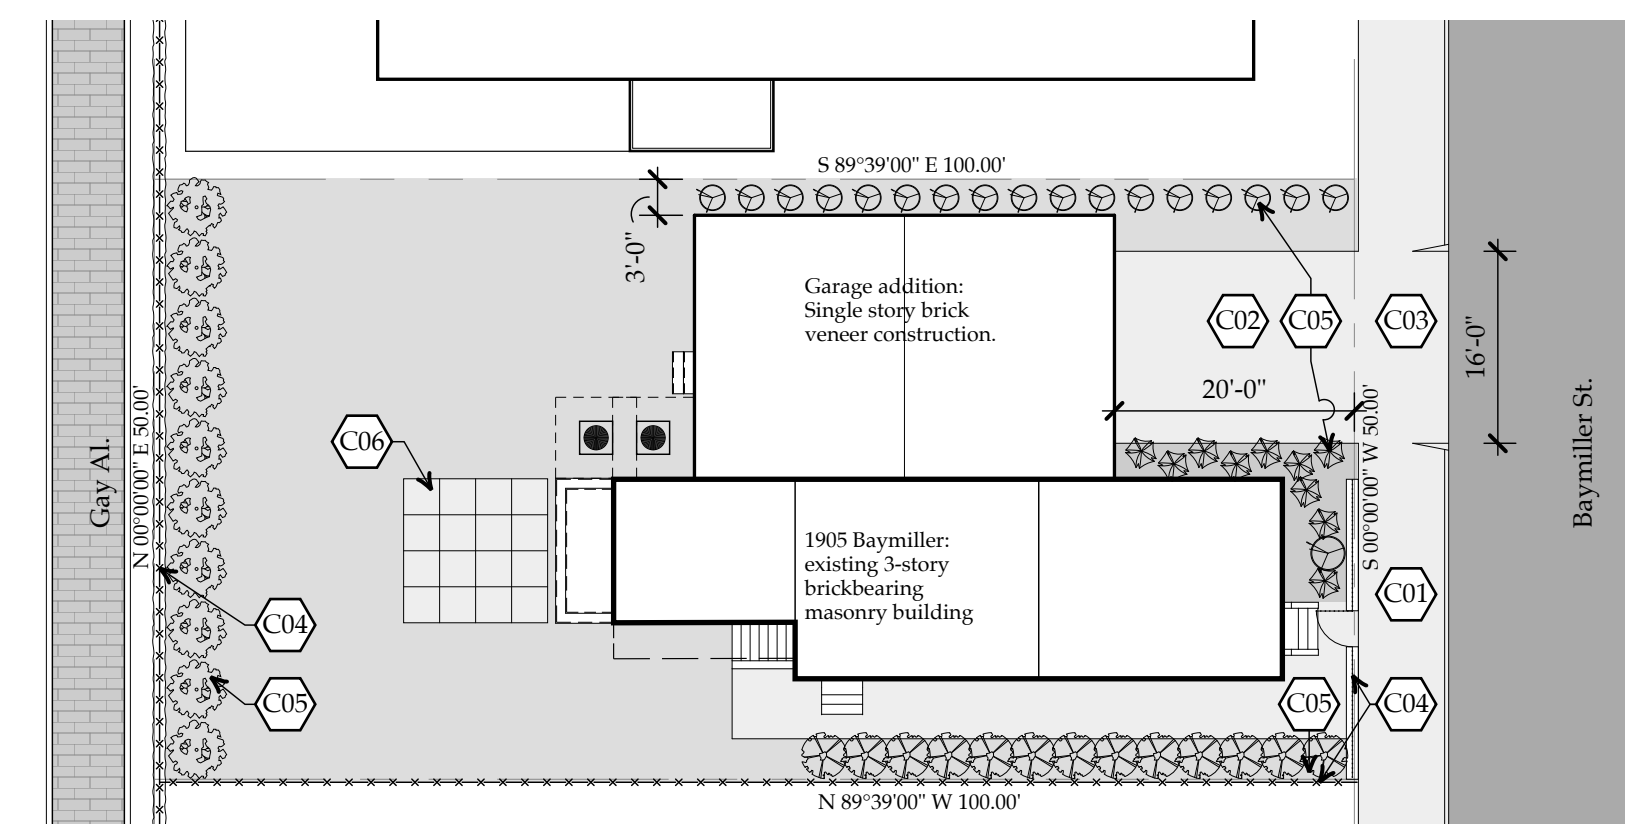 S 89°39'00" E 100.00'
3'-0"
Garage addition:
Single story brick
veneer construction.
C02
C05
C03
16'-0"
20'-0"
C06
Gay Al.
N 00°00'00" E 50.00'
S 00°00'00" W 50.00'
Baymiller St.
1905 Baymiller:
existing 3-story
brickbearing
masonry building
C01
C04
C05
C05
C04
N 89°39'00" W 100.00'